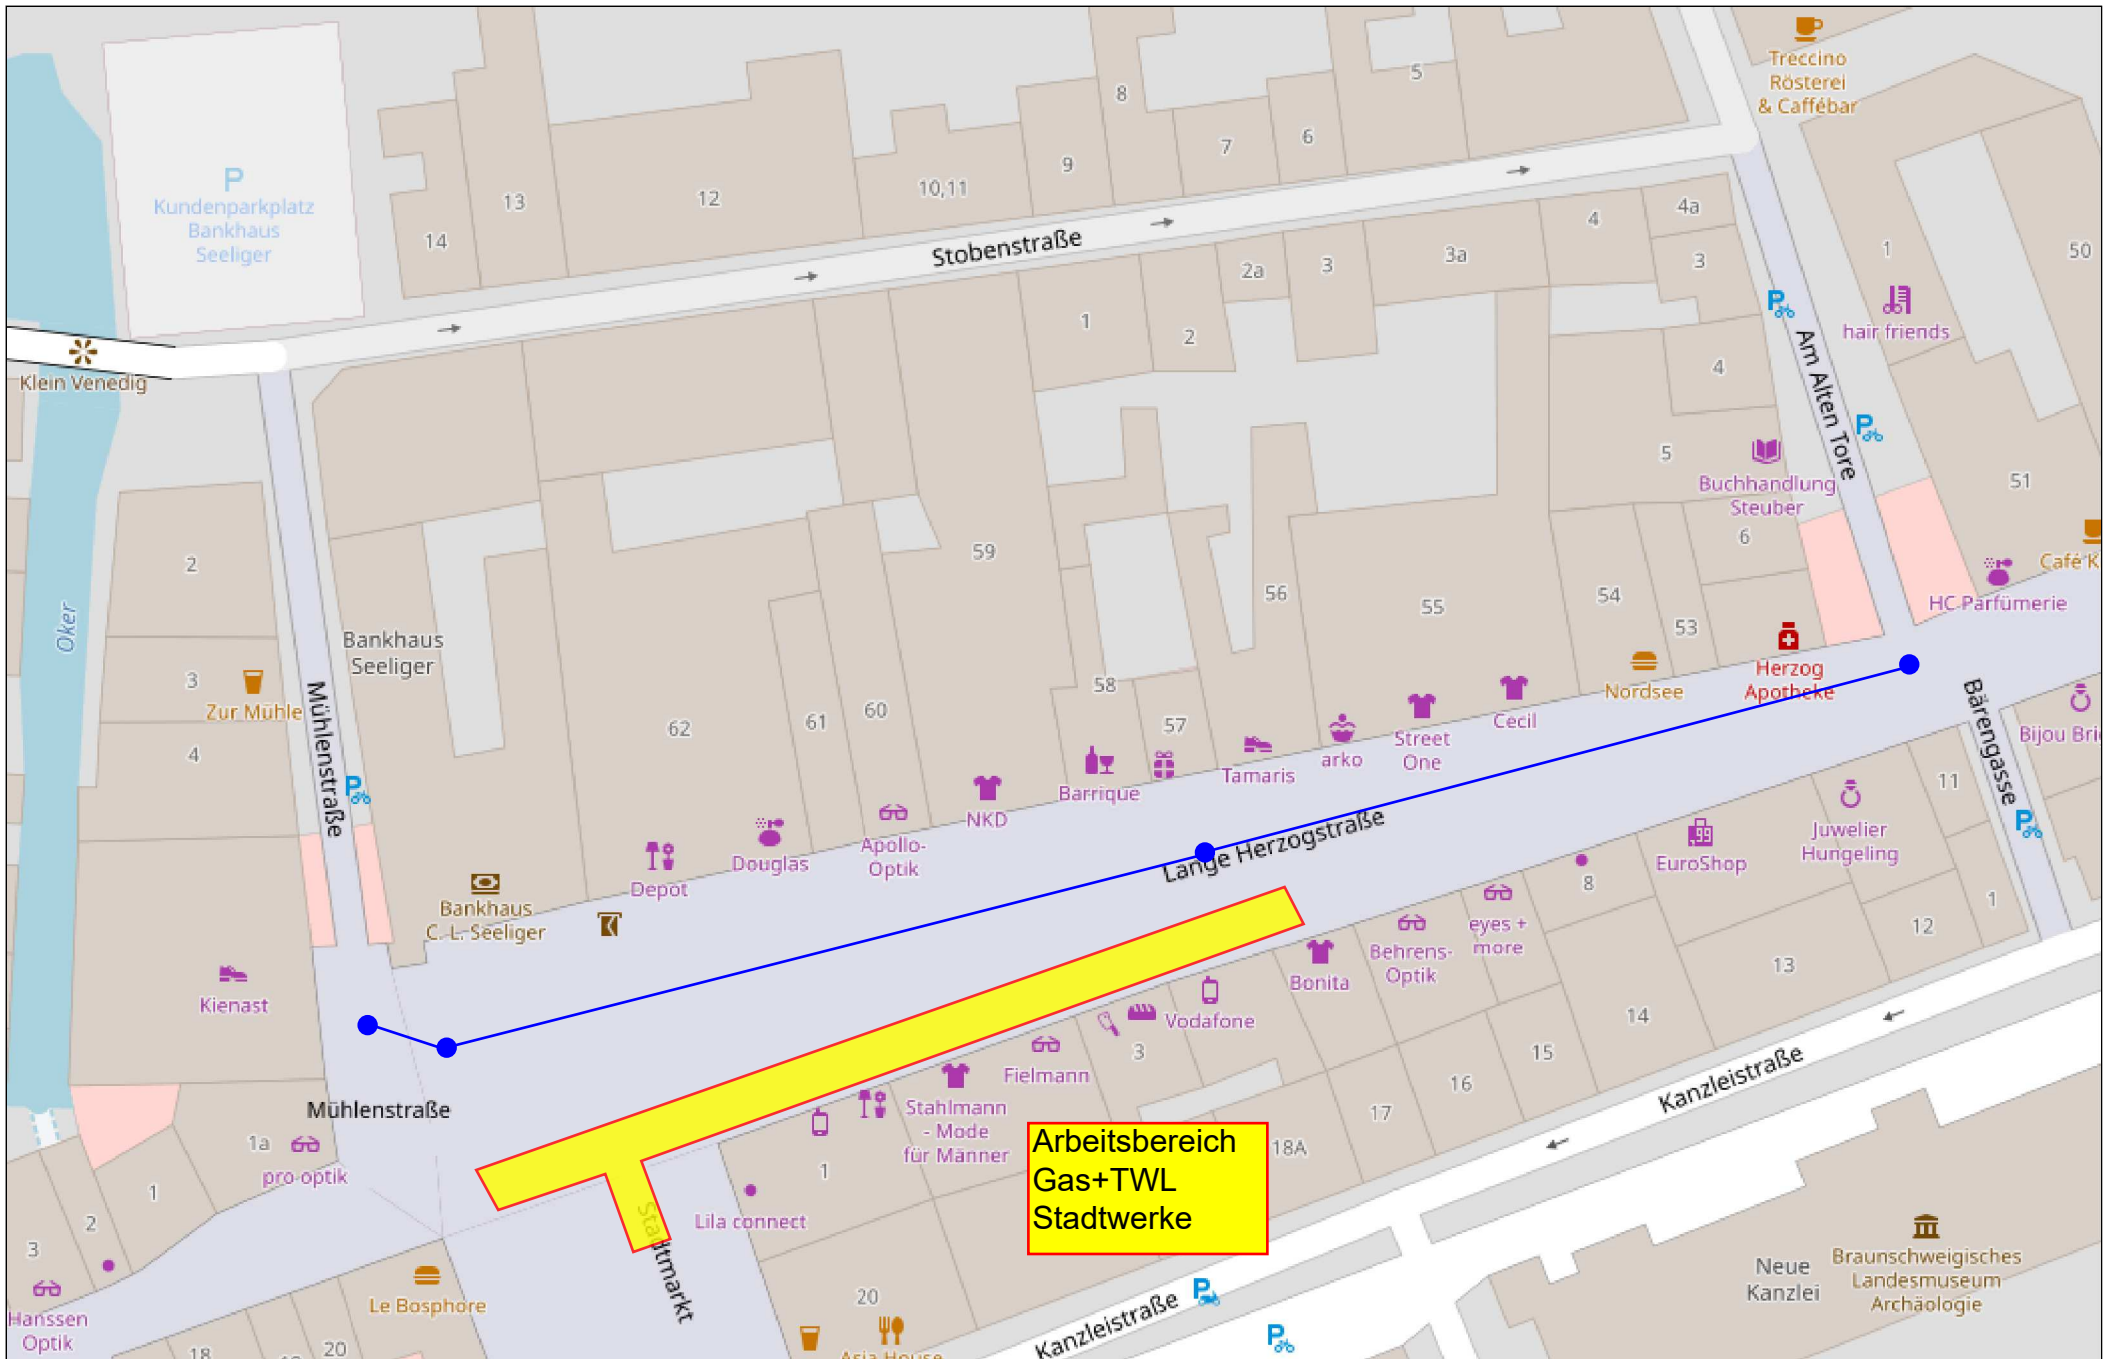 Treccino
Rösterei
& Caffébar
5
8
6
7
9
P
Kundenparkplatz
Bankhaus
Seeliger
13
12
10,11
14
Stobenstraße
4a
4
3
3a
3
2a
1
50
hair friends
1
2
Klein Venedig
Am Alten Tore
4
5
Buchhandlung
Steuber
6
51
2
59
56
55
54
53
HC Parfümerie
Oker
Bankhaus
Seeliger
Herzog
Apotheke
Nordsee
3
Zur Mühle
Mühlenstraße
58
57
Cecil
Street
One
arko
Tamaris
Barrique
Bärengasse
4
62
61
60
NKD
Apollo-
Optik
Douglas
Depot
Lange Herzogstraße
11
Juwelier
Hungeling
EuroShop
8
1
12
Bankhaus
C. L. Seeliger
eyes +
more
Behrens-
Optik
Bonita
13
Kienast
Vodafone
14
3
15
Fielmann
16
Kanzleistraße
Mühlenstraße
Stahlmann
- Mode
für Männer
17
18A
Arbeitsbereich
Gas+TWL
Stadtwerke
1a
pro optik
1
1
2
3
Lila connect
Stadtmarkt
Neue
Kanzlei
Braunschweigisches
Landesmuseum
Archäologie
Hanssen
Optik
Le Bosphore
20
Kanzleistraße
18
20
Asia House